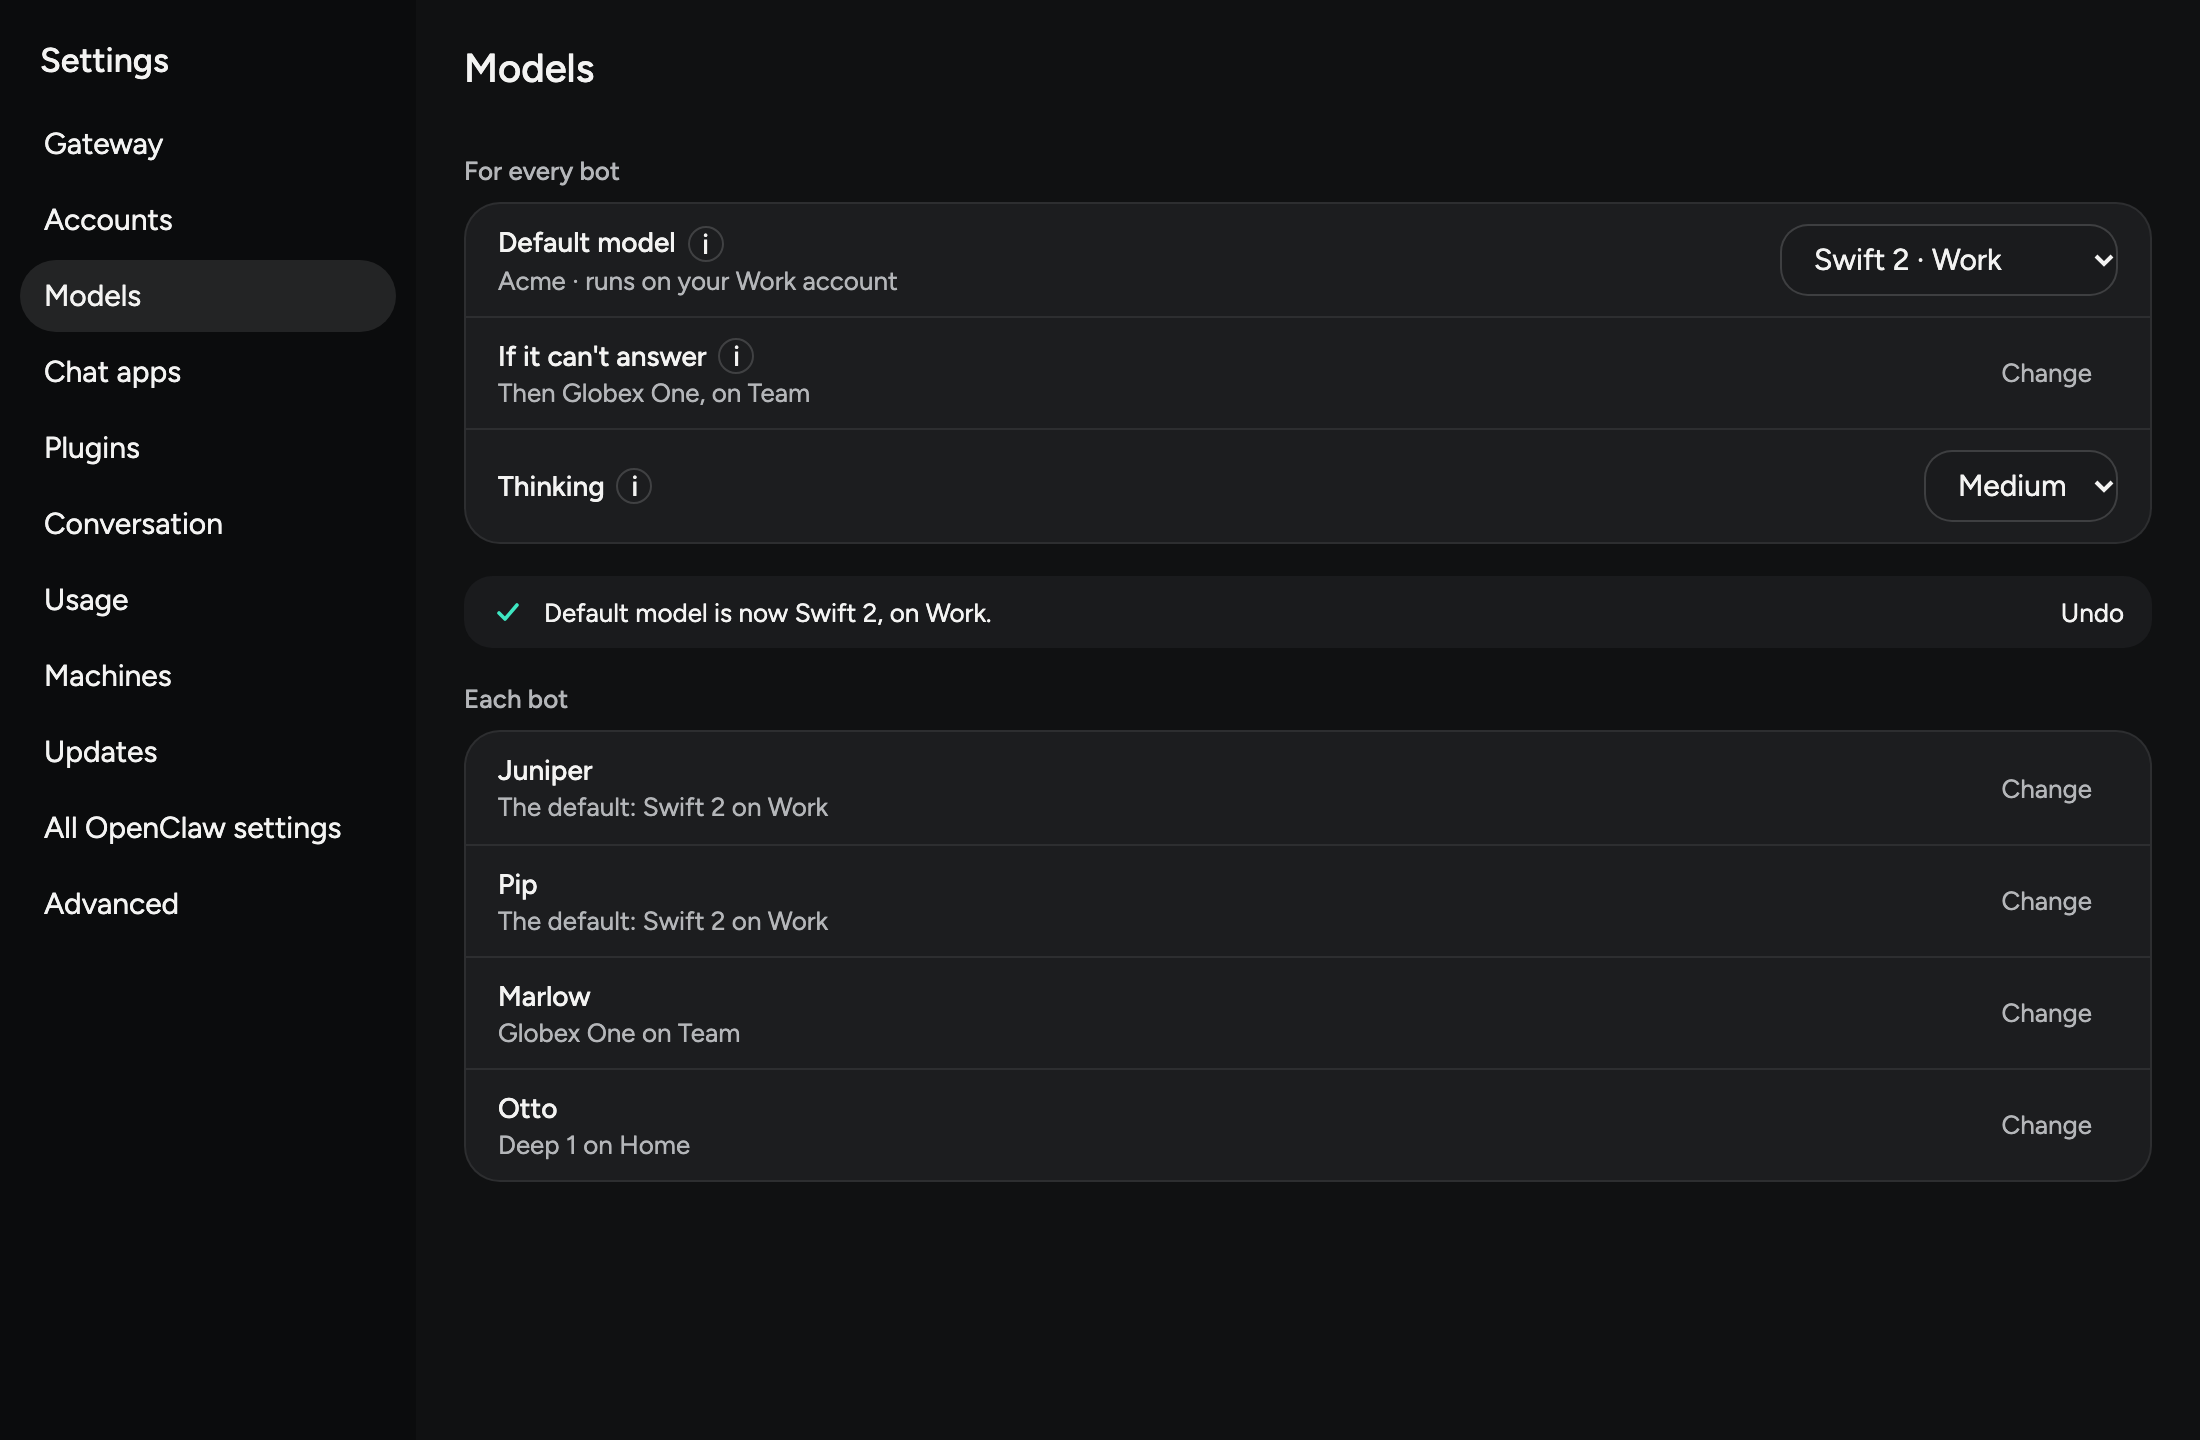 Settings
Gateway
Accounts
Models
Chat apps
Plugins
Conversation
Usage
Machines
Updates
All OpenClaw settings
Advanced
Models
For every bot
Default model i
Acme · runs on your Work account
Swift 2 · Work
If it can't answer i
Then Globex One, on Team
Change
Thinking i
Medium
Default model is now Swift 2, on Work.
Undo
Each bot
Juniper
The default: Swift 2 on Work
Change
Pip
The default: Swift 2 on Work
Change
Marlow
Globex One on Team
Change
Otto
Deep 1 on Home
Change